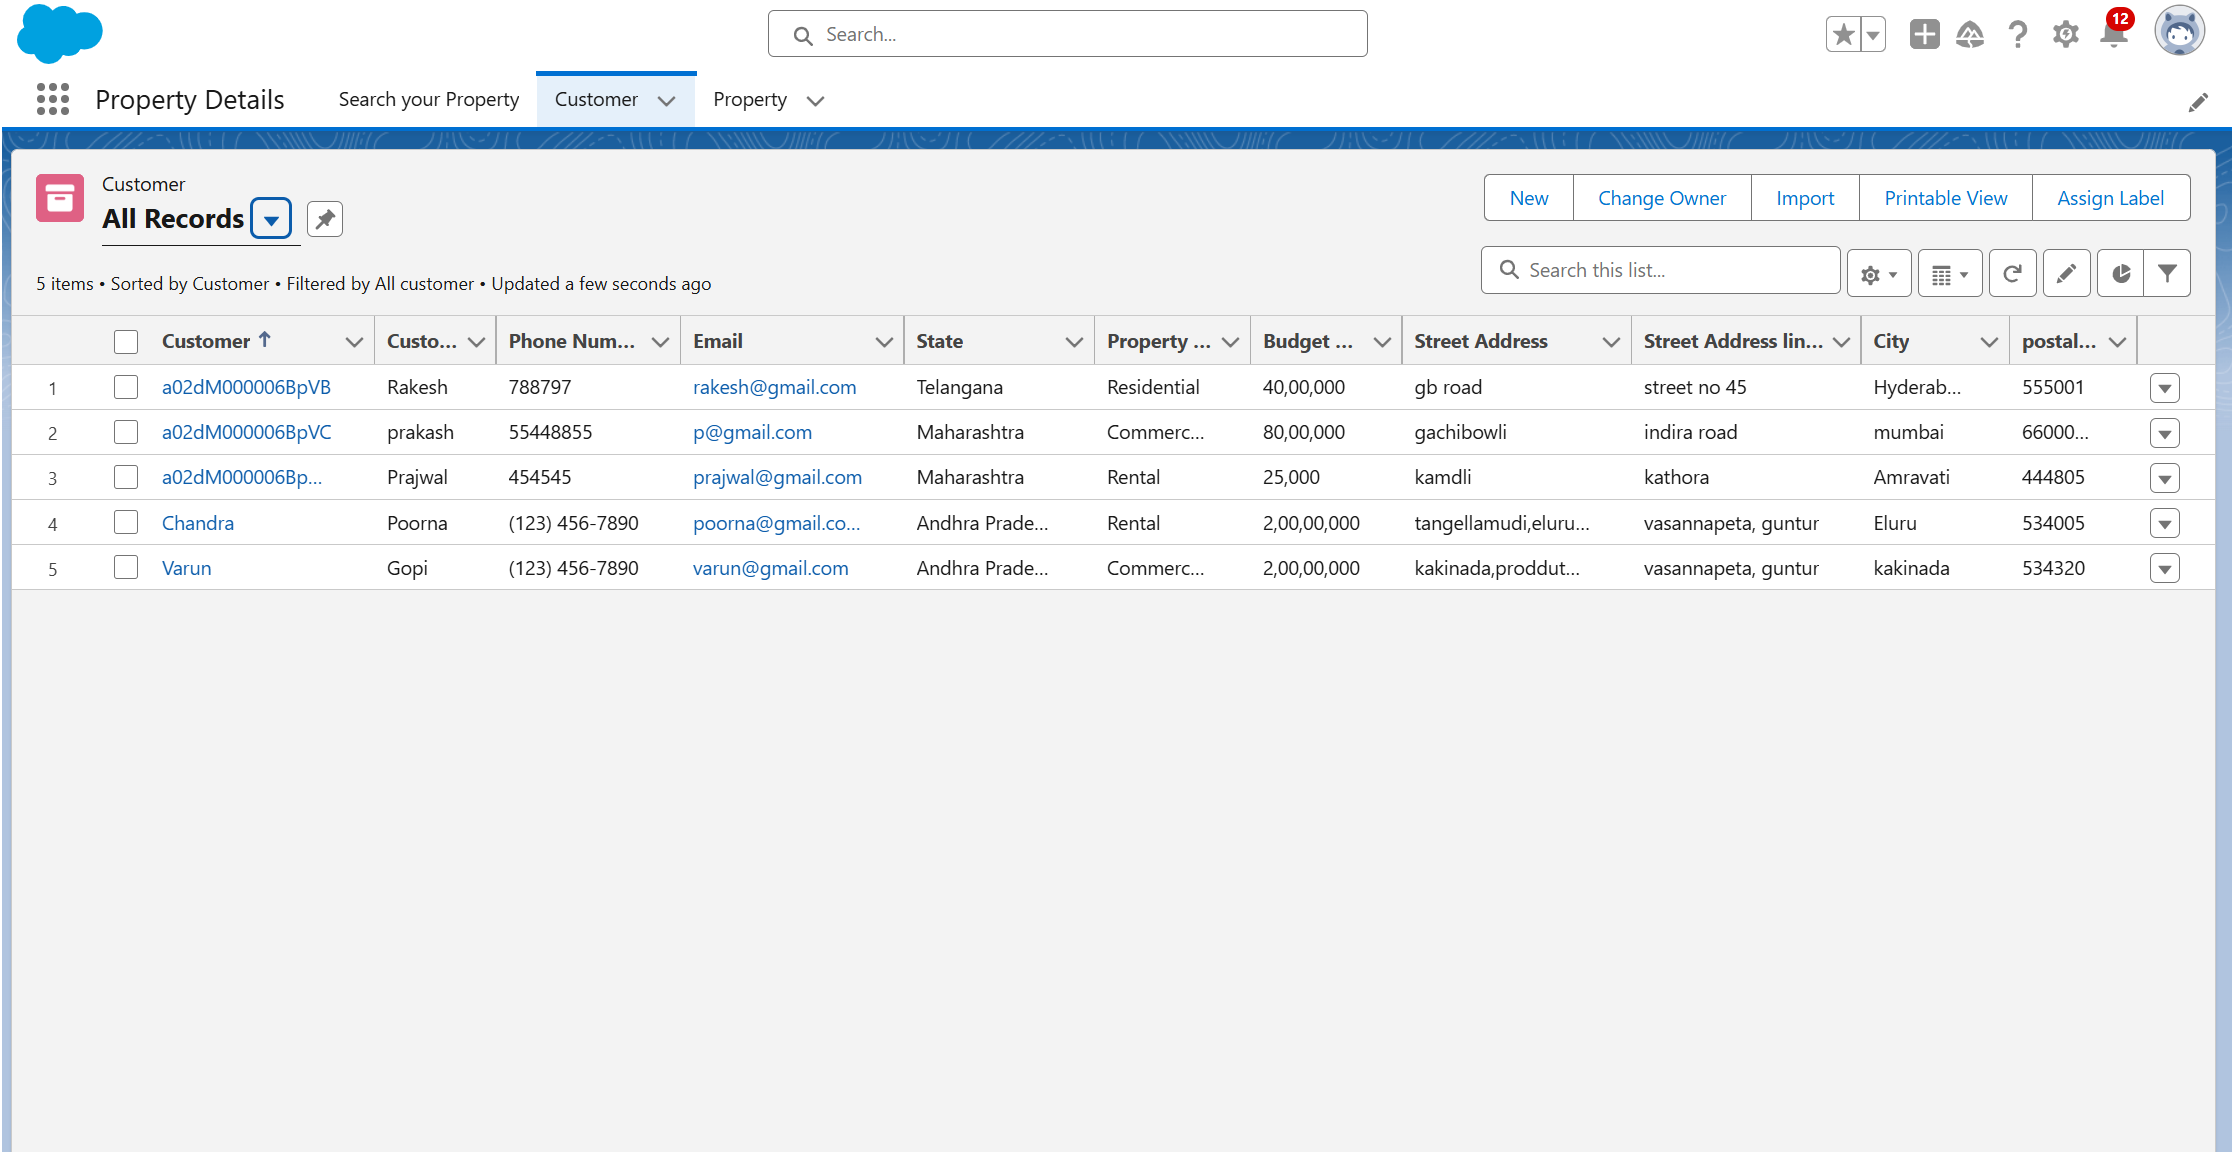 Search...
12
Property Details Search your Property Customer Property
Customer
All Records
New Change Owner Import Printable View Assign Label
5 items • Sorted by Customer • Filtered by All customer • Updated a few seconds ago
Search this list...
Customer Custo... Phone Num... Email State Property ... Budget ... Street Address Street Address lin... City postal...
1 a02dM000006BpVB Rakesh 788797 rakesh@gmail.com Telangana Residential 40,00,000 gb road street no 45 Hyderab... 555001
2 a02dM000006BpVC prakash 55448855 p@gmail.com Maharashtra Commerc... 80,00,000 gachibowli indira road mumbai 66000...
3 a02dM000006Bp... Prajwal 454545 prajwal@gmail.com Maharashtra Rental 25,000 kamdli kathora Amravati 444805
4 Chandra Poorna (123) 456-7890 poorna@gmail.co... Andhra Prade... Rental 2,00,00,000 tangellamudi,eluru... vasannapeta, guntur Eluru 534005
5 Varun Gopi (123) 456-7890 varun@gmail.com Andhra Prade... Commerc... 2,00,00,000 kakinada,proddut... vasannapeta, guntur kakinada 534320